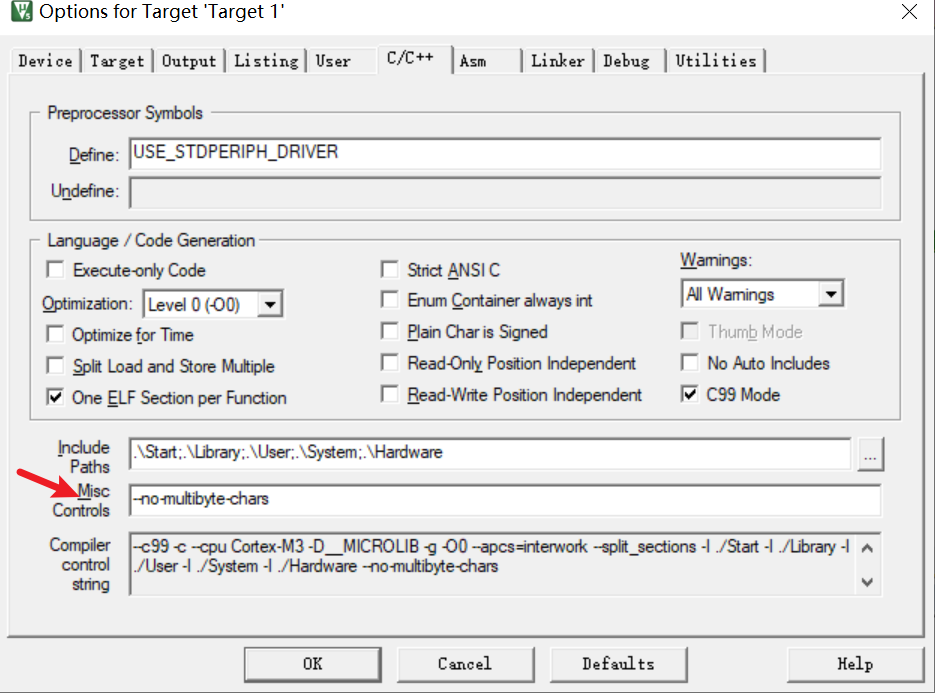 Options for Target 'Target 1'
Device Target Output Listing User C/C++ Asm Linker Debug Utilities
Preprocessor Symbols
Define: USE_STDPERIPH_DRIVER
Undefine:
Language / Code Generation
Execute-only Code
Optimization: Level 0 (-O0)
Optimize for Time
Split Load and Store Multiple
One ELF Section per Function
Strict ANSI C
Enum Container always int
Plain Char is Signed
Read-Only Position Independent
Read-Write Position Independent
Warnings:
All Warnings
Thumb Mode
No Auto Includes
C99 Mode
Include
Paths
.\Start;.\Library;.\User;.\System;.\Hardware
...
Misc
Controls
--no-multibyte-chars
Compiler
control
string
--c99 -c --cpu Cortex-M3 -D__MICROLIB -g -O0 --apcs=interwork --split_sections -I ./Start -I ./Library -I
./User -I ./System -I ./Hardware --no-multibyte-chars
OK Cancel Defaults Help